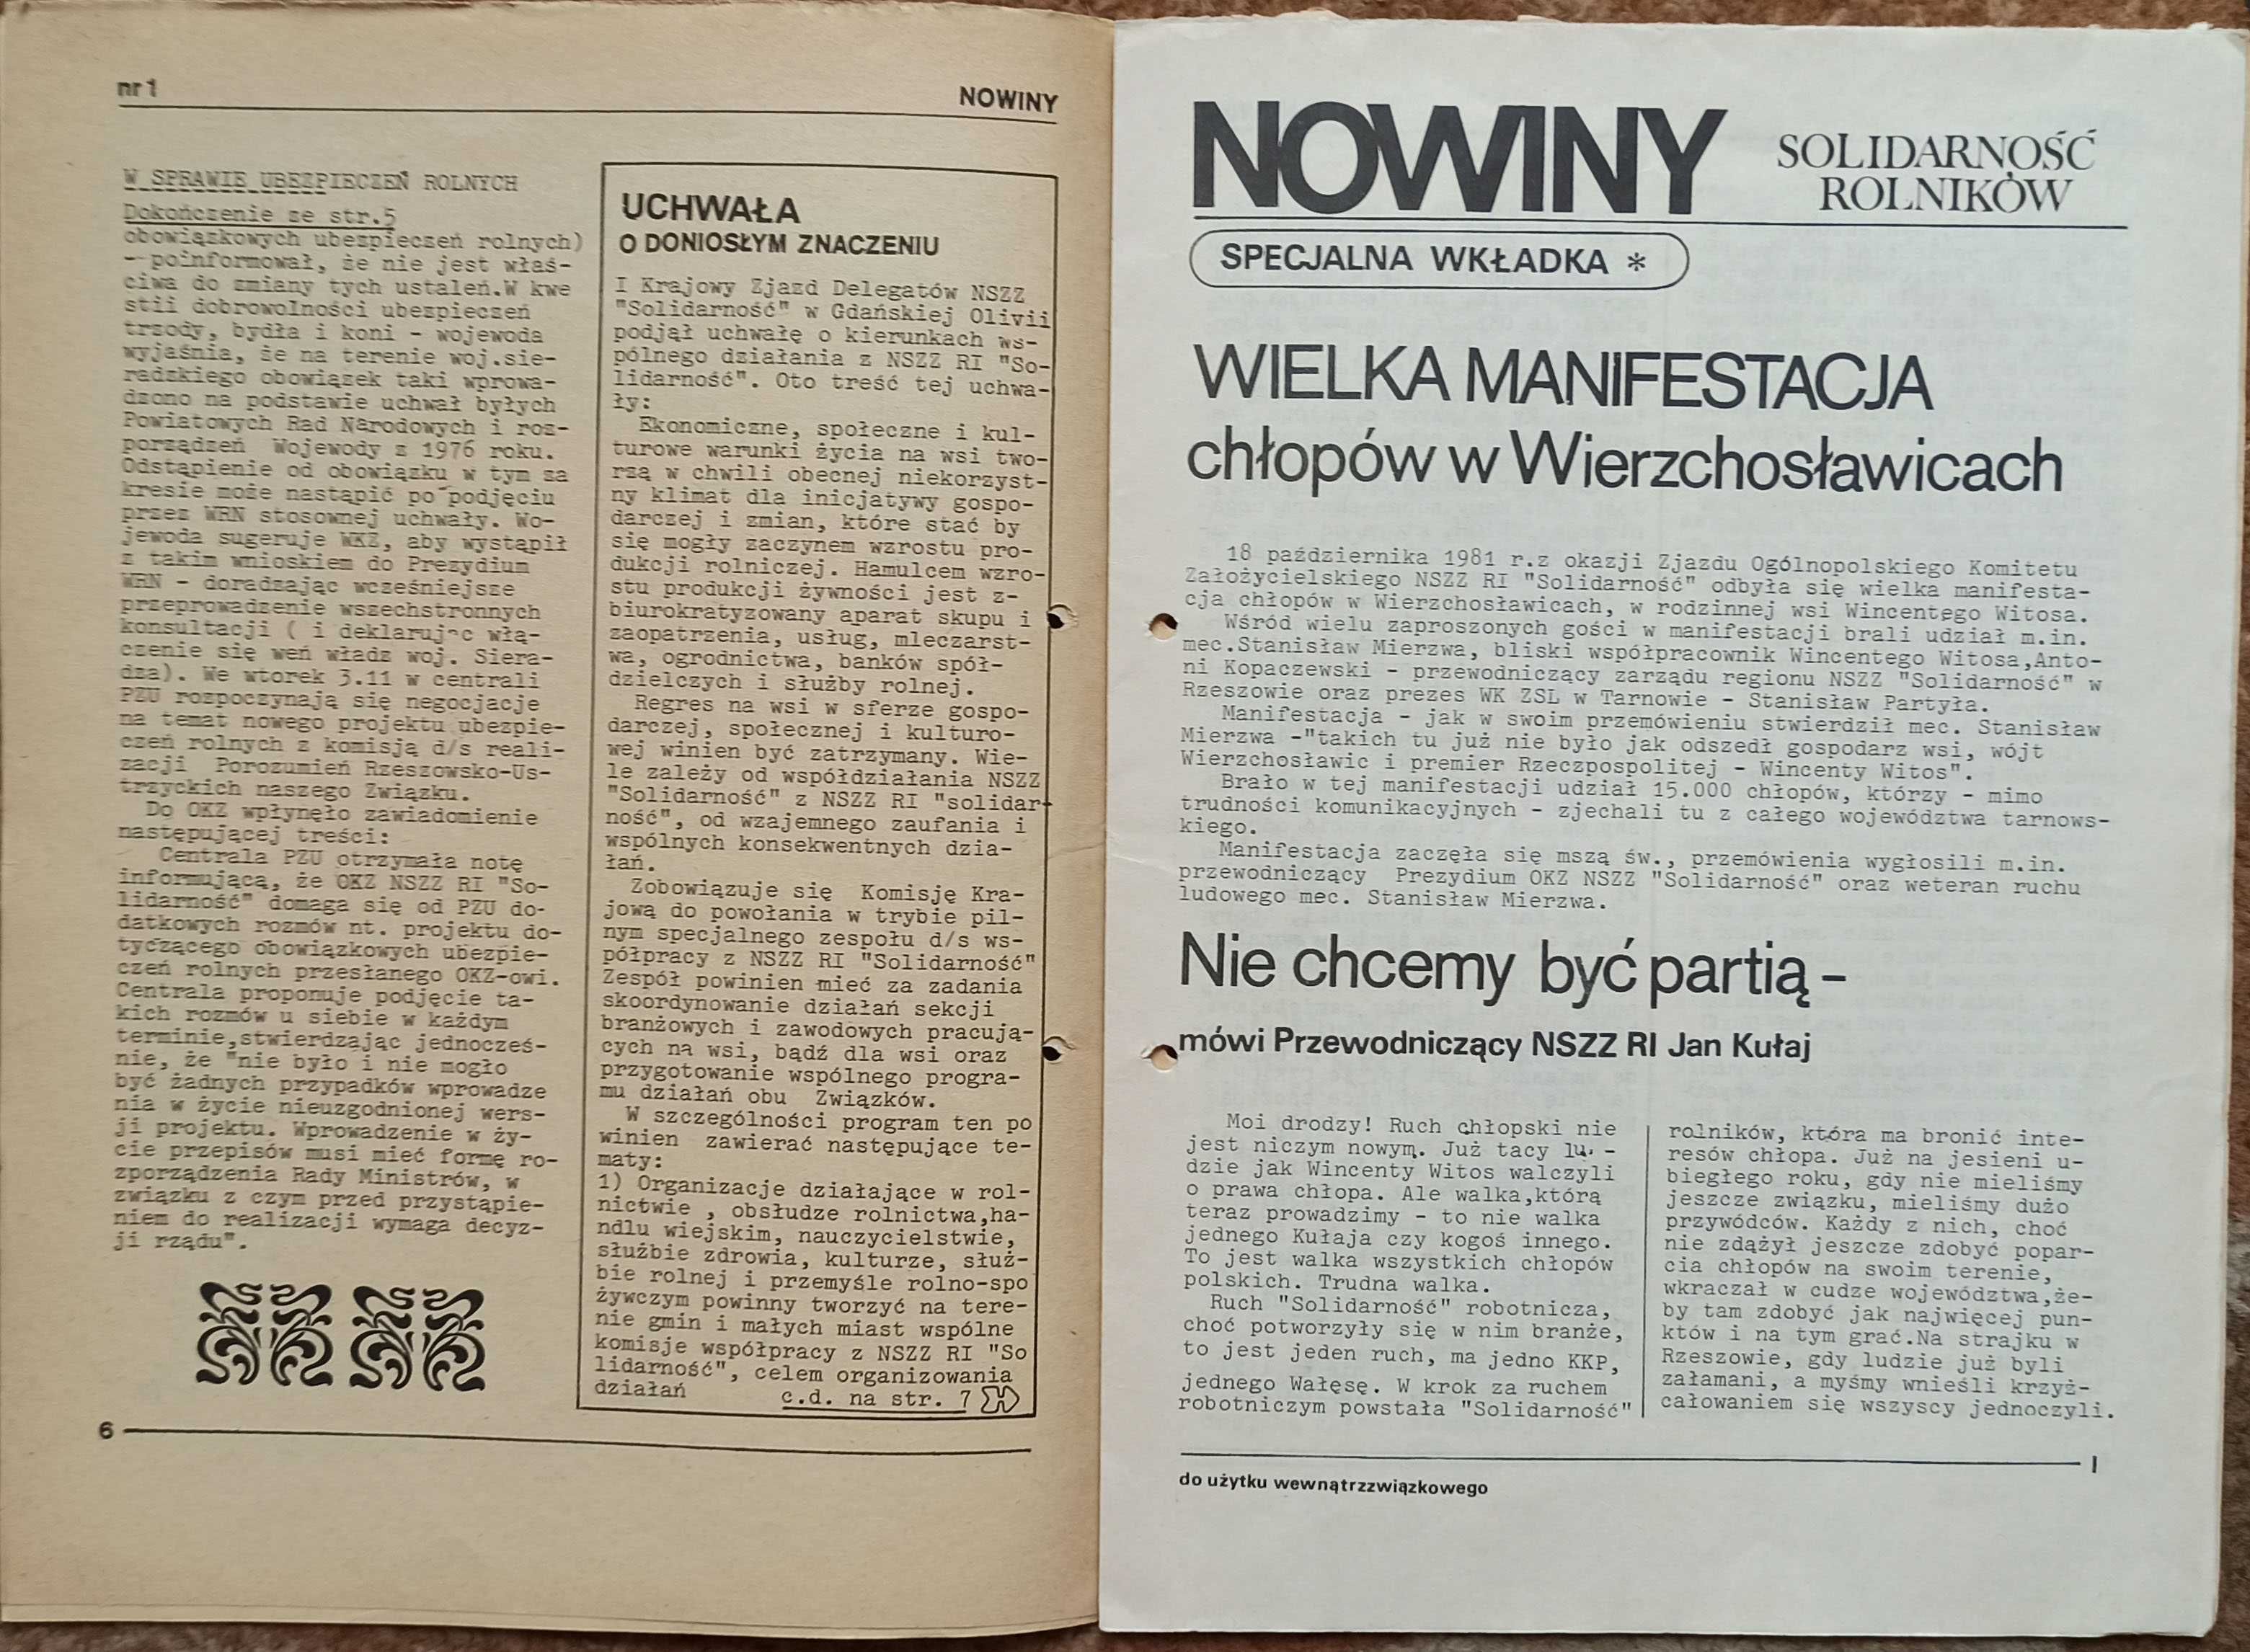 nr 1
NOWINY
W SPRAWIE UBEZPIECZEŃ ROLNYCH
Dokończenie ze str.5
obowiązkowych ubezpieczeń rolnych)
- poinformował, że nie jest właś-
ciwa do zmiany tych ustaleń.W kwe
stii dobrowolności ubezpieczeń
trzody, bydła i koni - wojewoda
wyjaśnia, że na terenie woj.sie-
radzkiego obowiązek taki wprowa-
dzono na podstawie uchwał byłych
Powiatowych Rad Narodowych i roz-
porządzeń Wojewody z 1976 roku.
Odstąpienie od obowiązku w tym za
kresie może nastąpić po podjęciu
przez WRN stosownej uchwały. Wo-
jewoda sugeruje WKZ, aby wystąpił
z takim wnioskiem do Prezydium
WRN - doradzając wcześniejsze
przeprowadzenie wszechstronnych
konsultacji ( i deklarując włą-
czenie się weń władz woj. Siera-
dza). We wtorek 3.11 w centrali
PZU rozpoczynają się negocjacje
na temat nowego projektu ubezpie-
czeń rolnych z komisją d/s reali-
zacji Porozumień Rzeszowsko-Us-
trzyckich naszego Związku.
Do OKZ wpłynęło zawiadomienie
następującej treści:
Centrala PZU otrzymała notę
informującą, że OKZ NSZZ RI "So-
lidarność" domaga się od PZU do-
datkowych rozmów nt. projektu do-
tyczącego obowiązkowych ubezpie-
czeń rolnych przesłanego OKZ-owi.
Centrala proponuje podjęcie ta-
kich rozmów u siebie w każdym
terminie,stwierdzając jednocześ-
nie, że "nie było i nie mogło
być żadnych przypadków wprowadze
nia w życie nieuzgodnionej wers-
ji projektu. Wprowadzenie w ży-
cie przepisów musi mieć formę ro-
zporządzenia Rady Ministrów, w
związku z czym przed przystąpie-
niem do realizacji wymaga decyz-
ji rządu".
6
UCHWAŁA
O DONIOSŁYM ZNACZENIU
I Krajowy Zjazd Delegatów NSZZ
"Solidarność" w Gdańskiej Olivii
podjął uchwałę o kierunkach ws-
pólnego działania z NSZZ RI "So-
lidarność". Oto treść tej uchwa-
ły:
Ekonomiczne, społeczne i kul-
turowe warunki życia na wsi two-
rzą w chwili obecnej niekorzyst-
ny klimat dla inicjatywy gospo-
darczej i zmian, które stać by
się mogły zaczynem wzrostu pro-
dukcji rolniczej. Hamulcem wzro-
stu produkcji żywności jest z-
biurokratyzowany aparat skupu i
zaopatrzenia, usług, mleczarst-
wa, ogrodnictwa, banków spół-
dzielczych i służby rolnej.
Regres na wsi w sferze gospo-
darczej, społecznej i kulturo-
wej winien być zatrzymany. Wie-
le zależy od współdziałania NSZZ
"Solidarność" z NSZZ RI "solidar-
ność", od wzajemnego zaufania i
wspólnych konsekwentnych dzia-
łań.
Zobowiązuje się Komisję Kra-
jową do powołania w trybie pil-
nym specjalnego zespołu d/s ws-
półpracy z NSZZ RI "Solidarność"
Zespół powinien mieć za zadania
skoordynowanie działań sekcji
branżowych i zawodowych pracują-
cych na wsi, bądź dla wsi oraz
przygotowanie wspólnego progra-
mu działań obu Związków.
W szczególności program ten po
winien zawierać następujące te-
maty:
1) Organizacje działające w rol-
nictwie , obsłudze rolnictwa,ha-
ndlu wiejskim, nauczycielstwie,
służbie zdrowia, kulturze, służ-
bie rolnej i przemyśle rolno-spo
żywczym powinny tworzyć na tere-
nie gmin i małych miast wspólne
komisje współpracy z NSZZ RI "So
lidarność", celem organizowania
działań c.d. na str. 7
NOWINY
SOLIDARNOŚĆ
ROLNIKÓW
SPECJALNA WKŁADKA *
WIELKA MANIFESTACJA
chłopów w Wierzchosławicach
18 października 1981 r.z okazji Zjazdu Ogólnopolskiego Komitetu
Założycielskiego NSZZ RI "Solidarność" odbyła się wielka manifesta-
cja chłopów w Wierzchosławicach, w rodzinnej wsi Wincentego Witosa.
Wśród wielu zaproszonych gości w manifestacji brali udział m.in.
mec.Stanisław Mierzwa, bliski współpracownik Wincentego Witosa,Anto-
ni Kopaczewski - przewodniczący zarządu regionu NSZZ "Solidarność" w
Rzeszowie oraz prezes WK ZSL w Tarnowie - Stanisław Partyła.
Manifestacja - jak w swoim przemówieniu stwierdził mec. Stanisław
Mierzwa -"takich tu już nie było jak odszedł gospodarz wsi, wójt
Wierzchosławic i premier Rzeczpospolitej - Wincenty Witos".
Brało w tej manifestacji udział 15.000 chłopów, którzy - mimo
trudności komunikacyjnych - zjechali tu z całego województwa tarnows-
kiego.
Manifestacja zaczęła się mszą św., przemówienia wygłosili m.in.
przewodniczący Prezydium OKZ NSZZ "Solidarność" oraz weteran ruchu
ludowego mec. Stanisław Mierzwa.
Nie chcemy być partią -
mówi Przewodniczący NSZZ RI Jan Kułaj
Moi drodzy! Ruch chłopski nie
jest niczym nowym. Już tacy lu-
dzie jak Wincenty Witos walczyli
o prawa chłopa. Ale walka,którą
teraz prowadzimy - to nie walka
jednego Kułaja czy kogoś innego.
To jest walka wszystkich chłopów
polskich. Trudna walka.
Ruch "Solidarność" robotnicza,
choć potworzyły się w nim branże,
to jest jeden ruch, ma jedno KKP,
jednego Wałęsę. W krok za ruchem
robotniczym powstała "Solidarność"
rolników, która ma bronić inte-
resów chłopa. Już na jesieni u-
biegłego roku, gdy nie mieliśmy
jeszcze związku, mieliśmy dużo
przywódców. Każdy z nich, choć
nie zdążył jeszcze zdobyć popar-
cia chłopów na swoim terenie,
wkraczał w cudze województwa,że-
by tam zdobyć jak najwięcej pun-
któw i na tym grać.Na strajku w
Rzeszowie, gdy ludzie już byli
załamani, a myśmy wnieśli krzyż-
całowaniem się wszyscy jednoczyli.
I
do użytku wewnątrzzwiązkowego